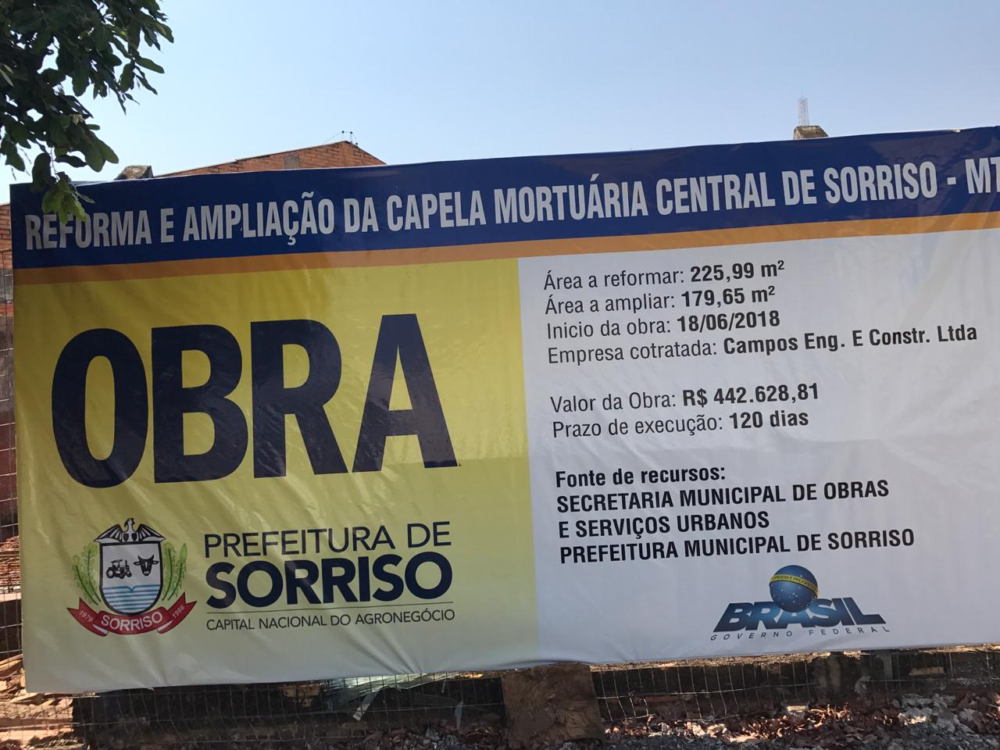 REFORMA E AMPLIAÇÃO DA CAPELA MORTUÁRIA CENTRAL DE SORRISO - MT
OBRA
1979 SORRISO 1986
PREFEITURA DE
SORRISO
CAPITAL NACIONAL DO AGRONEGÓCIO
Área a reformar: 225,99 m²
Área a ampliar: 179,65 m²
Inicio da obra: 18/06/2018
Empresa cotratada: Campos Eng. E Constr. Ltda
Valor da Obra: R$ 442.628,81
Prazo de execução: 120 dias
Fonte de recursos:
SECRETARIA MUNICIPAL DE OBRAS
E SERVIÇOS URBANOS
PREFEITURA MUNICIPAL DE SORRISO
ORDEM E PROGRESSO
BRASIL
GOVERNO FEDERAL